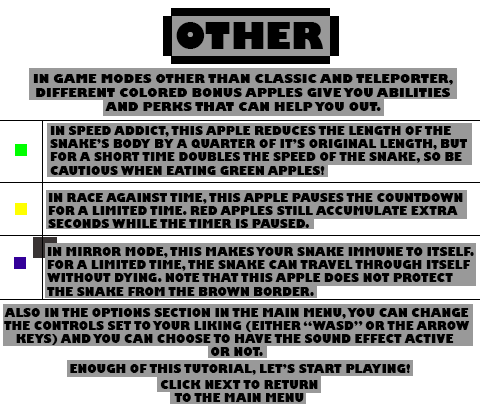 OTHER
IN GAME MODES OTHER THAN CLASSIC AND TELEPORTER,
DIFFERENT COLORED BONUS APPLES GIVE YOU ABILITIES
AND PERKS THAT CAN HELP YOU OUT.
IN SPEED ADDICT, THIS APPLE REDUCES THE LENGTH OF THE
SNAKE'S BODY BY A QUARTER OF IT'S ORIGINAL LENGTH, BUT
FOR A SHORT TIME DOUBLES THE SPEED OF THE SNAKE, SO BE
CAUTIOUS WHEN EATING GREEN APPLES!
IN RACE AGAINST TIME, THIS APPLE PAUSES THE COUNTDOWN
FOR A LIMITED TIME. RED APPLES STILL ACCUMULATE EXTRA
SECONDS WHILE THE TIMER IS PAUSED.
IN MIRROR MODE, THIS MAKES YOUR SNAKE IMMUNE TO ITSELF.
FOR A LIMITED TIME, THE SNAKE CAN TRAVEL THROUGH ITSELF
WITHOUT DYING. NOTE THAT THIS APPLE DOES NOT PROTECT
THE SNAKE FROM THE BROWN BORDER.
ALSO IN THE OPTIONS SECTION IN THE MAIN MENU, YOU CAN CHANGE
THE CONTROLS SET TO YOUR LIKING (EITHER “WASD” OR THE ARROW
KEYS) AND YOU CAN CHOOSE TO HAVE THE SOUND EFFECT ACTIVE
OR NOT.
ENOUGH OF THIS TUTORIAL, LET'S START PLAYING!
CLICK NEXT TO RETURN
TO THE MAIN MENU